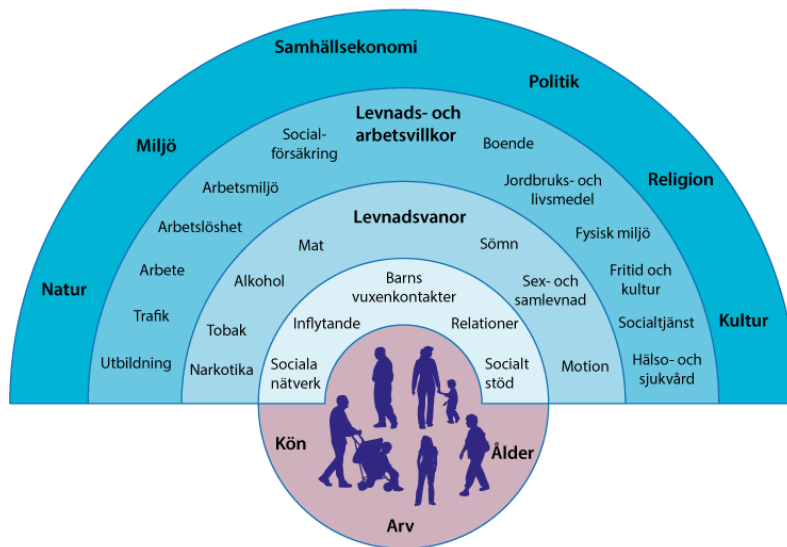 Samhällsekonomi
Politik
Miljö
Religion
Natur
Kultur
Levnads- och
arbetsvillkor
Social-
försäkring
Boende
Arbetsmiljö
Jordbruks- och
livsmedel
Arbetslöshet
Fysisk miljö
Arbete
Fritid och
kultur
Trafik
Socialtjänst
Utbildning
Hälso- och
sjukvård
Levnadsvanor
Mat
Sömn
Alkohol
Sex- och
samlevnad
Tobak
Narkotika
Motion
Barns
vuxenkontakter
Inflytande
Relationer
Sociala
nätverk
Socialt
stöd
Kön
Ålder
Arv